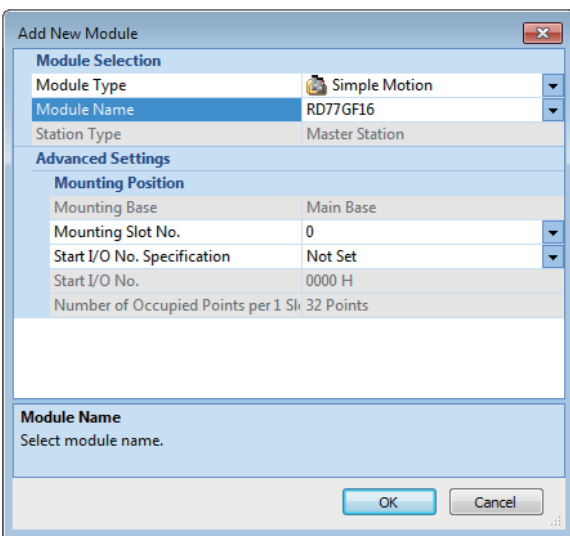 Add New Module
Module Selection
Module Type Simple Motion
Module Name RD77GF16
Station Type Master Station
Advanced Settings
Mounting Position
Mounting Base Main Base
Mounting Slot No. 0
Start I/O No. Specification Not Set
Start I/O No. 0000 H
Number of Occupied Points per 1 Sl 32 Points
Module Name
Select module name.
OK Cancel